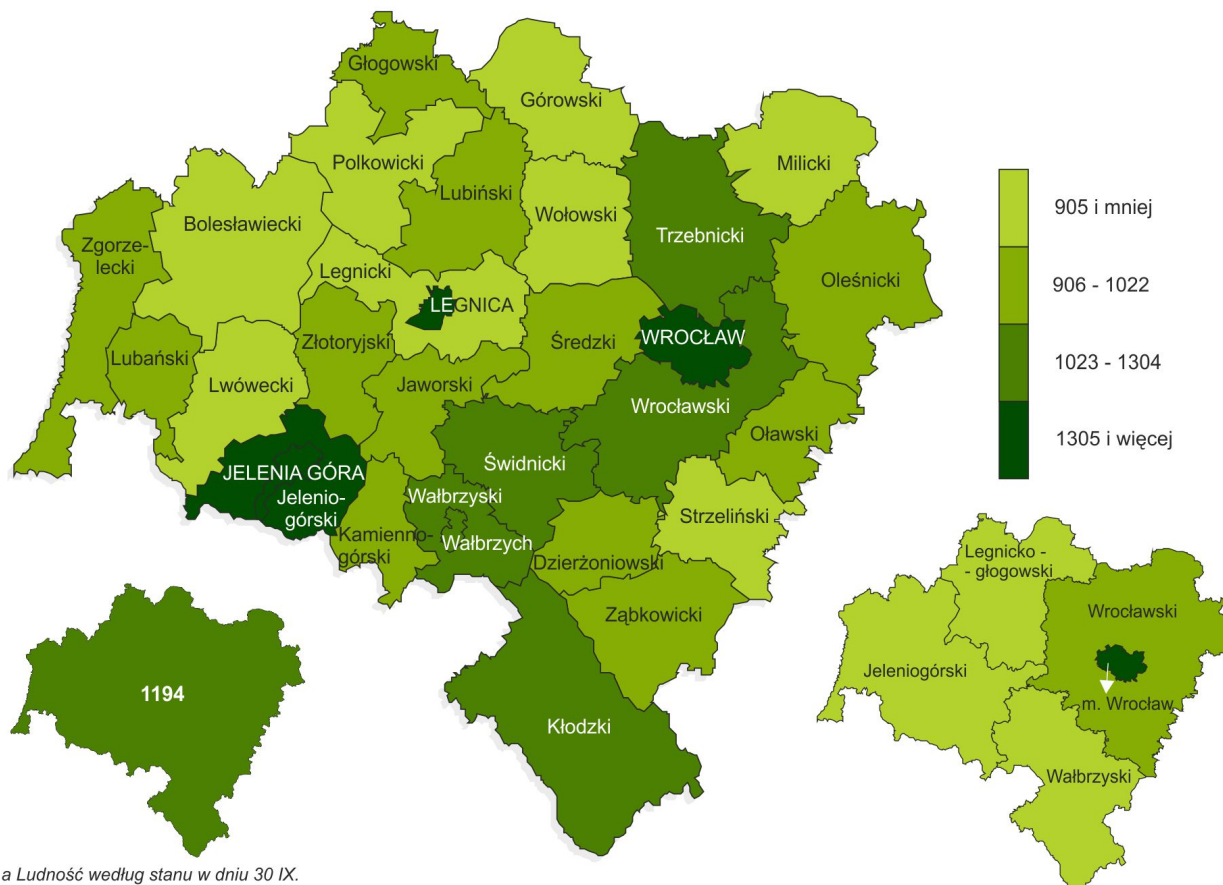 Głogowski
Górowski
Milicki
Polkowicki
Lubiński
Wołowski
Trzebnicki
Bolesławiecki
Zgorze-
lecki
Legnicki
LEGNICA
Oleśnicki
Lubański
Złotoryjski
Średzki
WROCŁAW
Lwówecki
Jaworski
Wrocławski
Oławski
JELENIA GÓRA
Jelenio-
górski
Świdnicki
Wałbrzyski
Wałbrzych
Kamienno-
górski
Strzeliński
Dzierżoniowski
Ząbkowicki
Kłodzki
905 i mniej
906 - 1022
1023 - 1304
1305 i więcej
1194
Legnicko -
- głogowski
Wrocławski
Jeleniogórski
m. Wrocław
Wałbrzyski
a Ludność według stanu w dniu 30 IX.